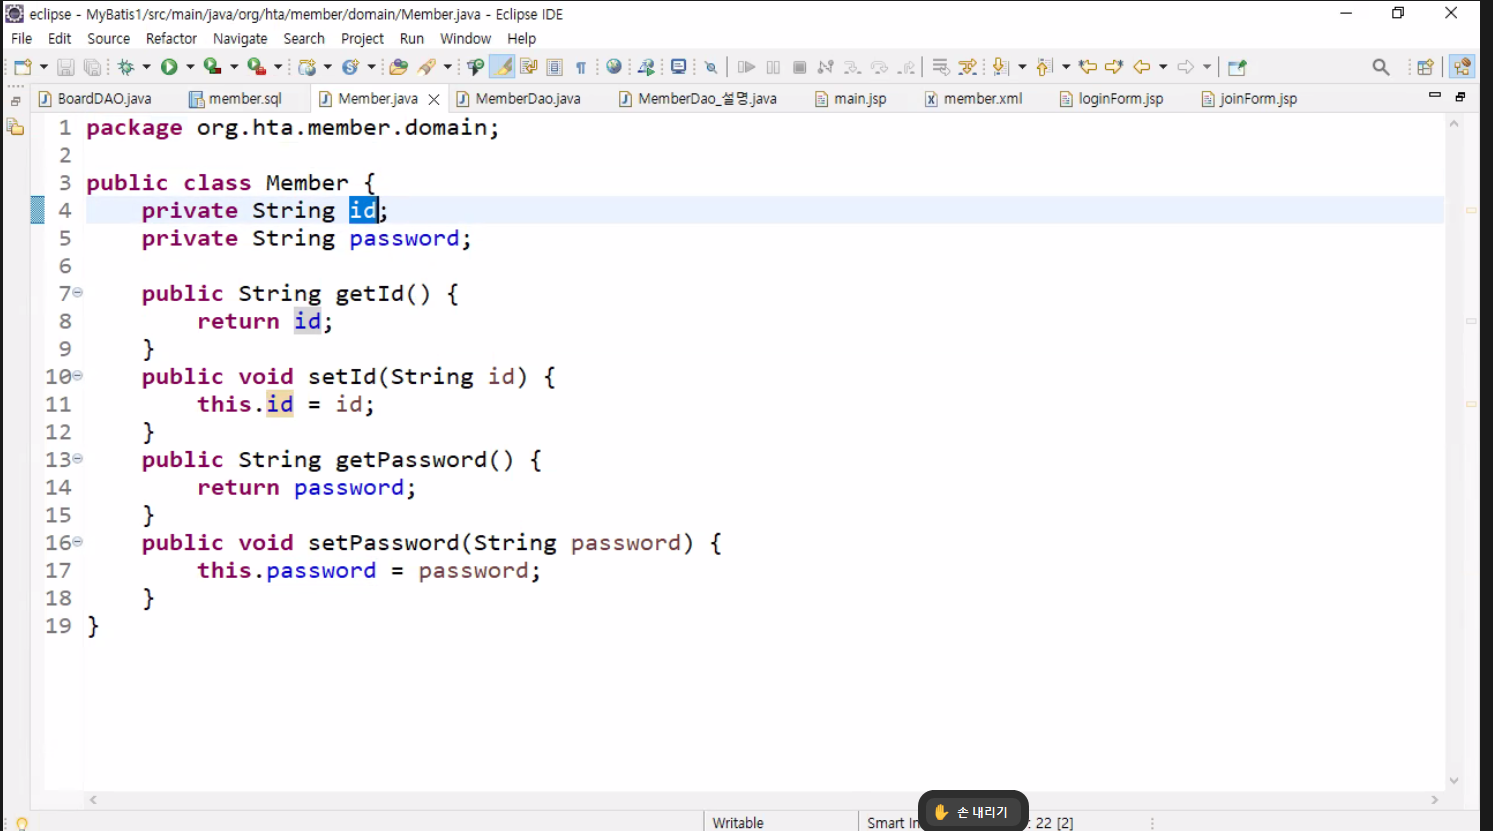 eclipse - MyBatis1/src/main/java/org/hta/member/domain/Member.java - Eclipse IDE
File Edit Source Refactor Navigate Search Project Run Window Help
BoardDAO.java member.sql Member.java MemberDao.java MemberDao_설명.java main.jsp member.xml loginForm.jsp joinForm.jsp
1 package org.hta.member.domain;
2
3 public class Member {
4     private String id;
5     private String password;
6
7     public String getId() {
8         return id;
9     }
10     public void setId(String id) {
11         this.id = id;
12     }
13     public String getPassword() {
14         return password;
15     }
16     public void setPassword(String password) {
17         this.password = password;
18     }
19 }
Writable Smart In : 22 [2]
손 내리기